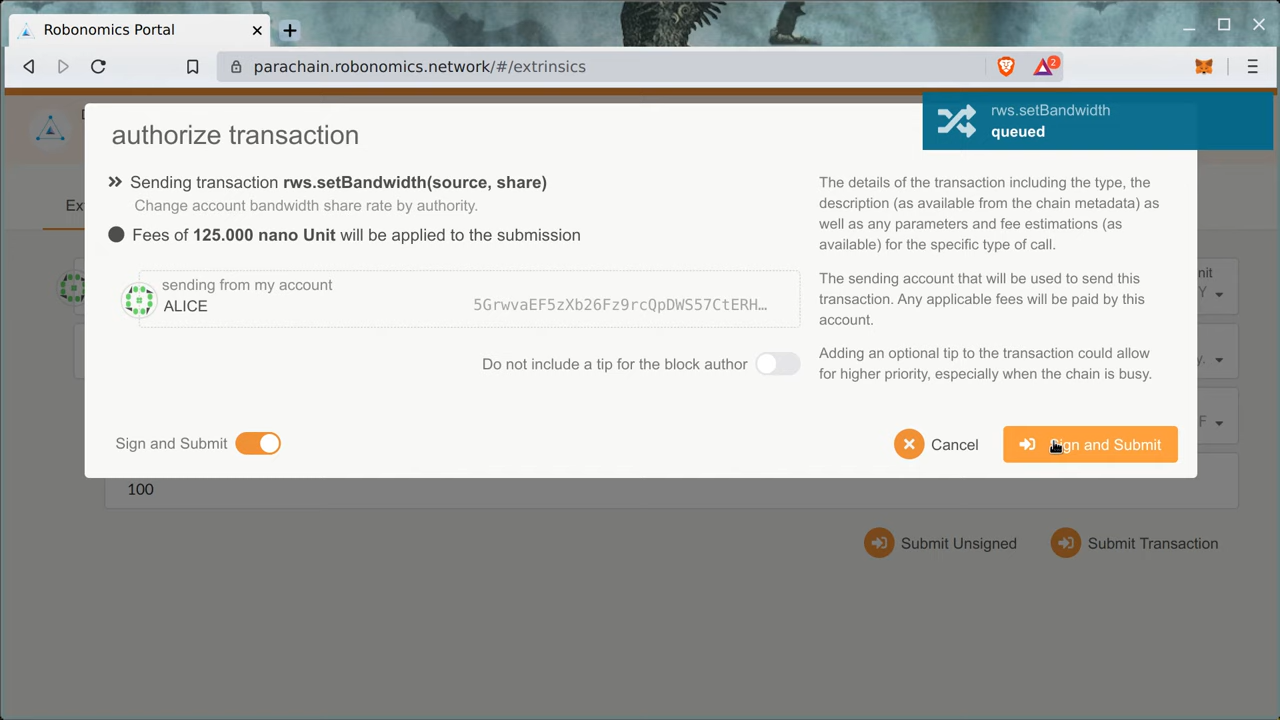 Robonomics Portal
parachain.robonomics.network/#/extrinsics
2
rws.setBandwidth
queued
authorize transaction
Sending transaction rws.setBandwidth(source, share)
Change account bandwidth share rate by authority.
Fees of 125.000 nano Unit will be applied to the submission
The details of the transaction including the type, the
description (as available from the chain metadata) as
well as any parameters and fee estimations (as
available) for the specific type of call.
Ex
sending from my account
ALICE
5GrwvaEF5zXb26Fz9rcQpDWS57CtERH…
The sending account that will be used to send this
transaction. Any applicable fees will be paid by this
account.
nit
Y
Do not include a tip for the block author
Adding an optional tip to the transaction could allow
for higher priority, especially when the chain is busy.
y.
Sign and Submit
Cancel
Sign and Submit
F
100
Submit Unsigned
Submit Transaction